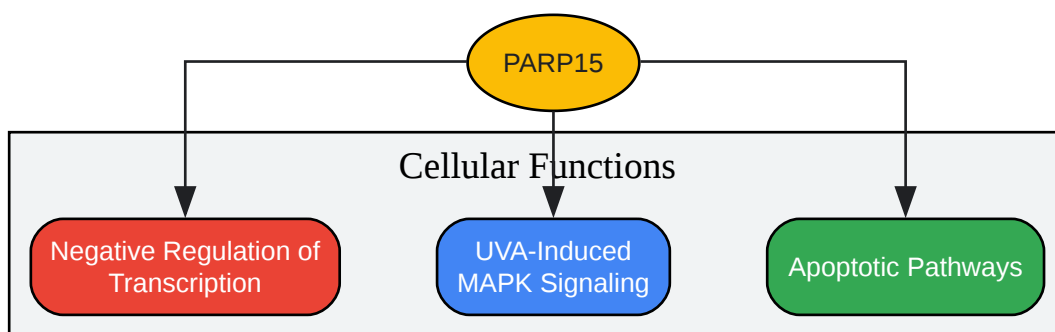 PARP15
Cellular Functions
Negative Regulation of
Transcription
UVA-Induced
MAPK Signaling
Apoptotic Pathways